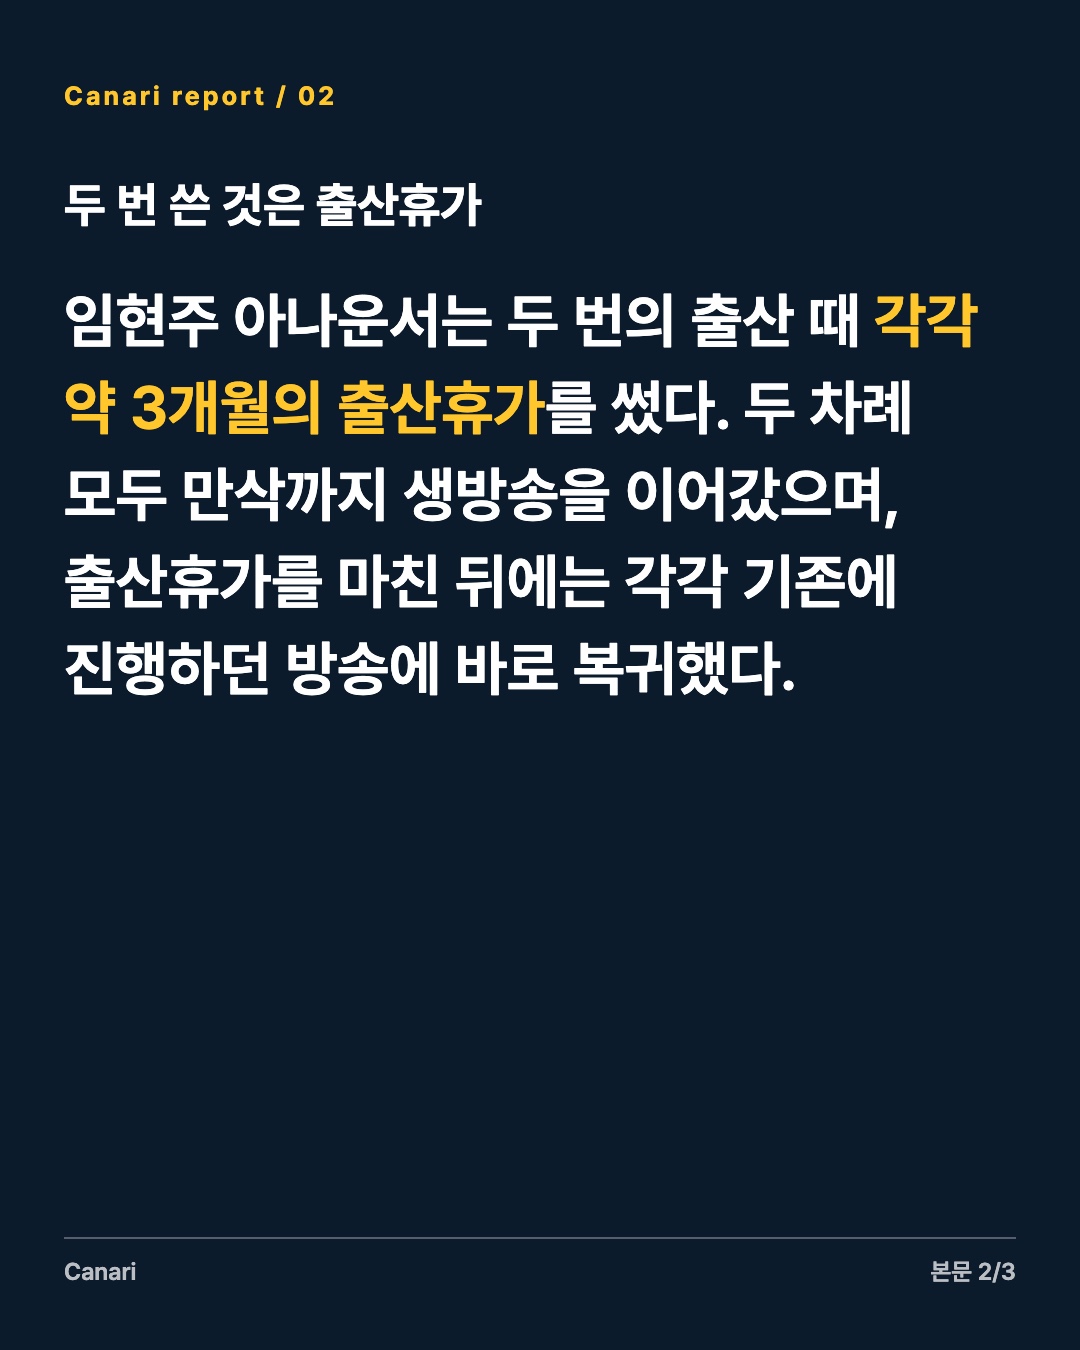 Canari report / 02
두 번 쓴 것은 출산휴가
임현주 아나운서는 두 번의 출산 때 각각
약 3개월의 출산휴가를 썼다. 두 차례
모두 만삭까지 생방송을 이어갔으며,
출산휴가를 마친 뒤에는 각각 기존에
진행하던 방송에 바로 복귀했다.
Canari
본문 2/3